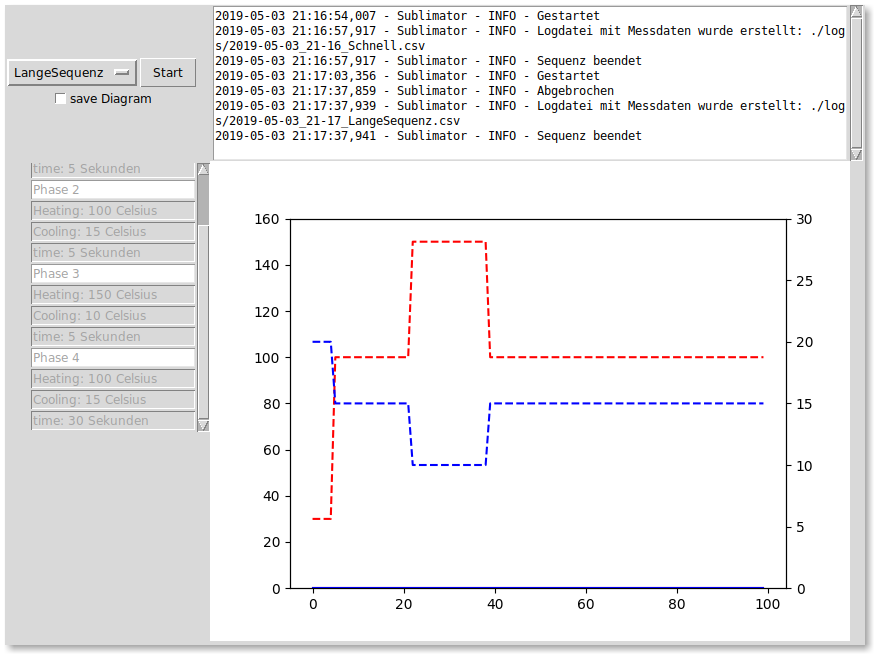 2019-05-03 21:16:54,007 - Sublimator - INFO - Gestartet
2019-05-03 21:16:57,917 - Sublimator - INFO - Logdatei mit Messdaten wurde erstellt: ./log
s/2019-05-03_21-16_Schnell.csv
2019-05-03 21:16:57,917 - Sublimator - INFO - Sequenz beendet
2019-05-03 21:17:03,356 - Sublimator - INFO - Gestartet
2019-05-03 21:17:37,859 - Sublimator - INFO - Abgebrochen
2019-05-03 21:17:37,939 - Sublimator - INFO - Logdatei mit Messdaten wurde erstellt: ./log
s/2019-05-03_21-17_LangeSequenz.csv
2019-05-03 21:17:37,941 - Sublimator - INFO - Sequenz beendet
LangeSequenz
Start
save Diagram
time: 5 Sekunden
Phase 2
Heating: 100 Celsius
Cooling: 15 Celsius
time: 5 Sekunden
Phase 3
Heating: 150 Celsius
Cooling: 10 Celsius
time: 5 Sekunden
Phase 4
Heating: 100 Celsius
Cooling: 15 Celsius
time: 30 Sekunden
160
140
120
100
80
60
40
20
0
30
25
20
15
10
5
0
0
20
40
60
80
100